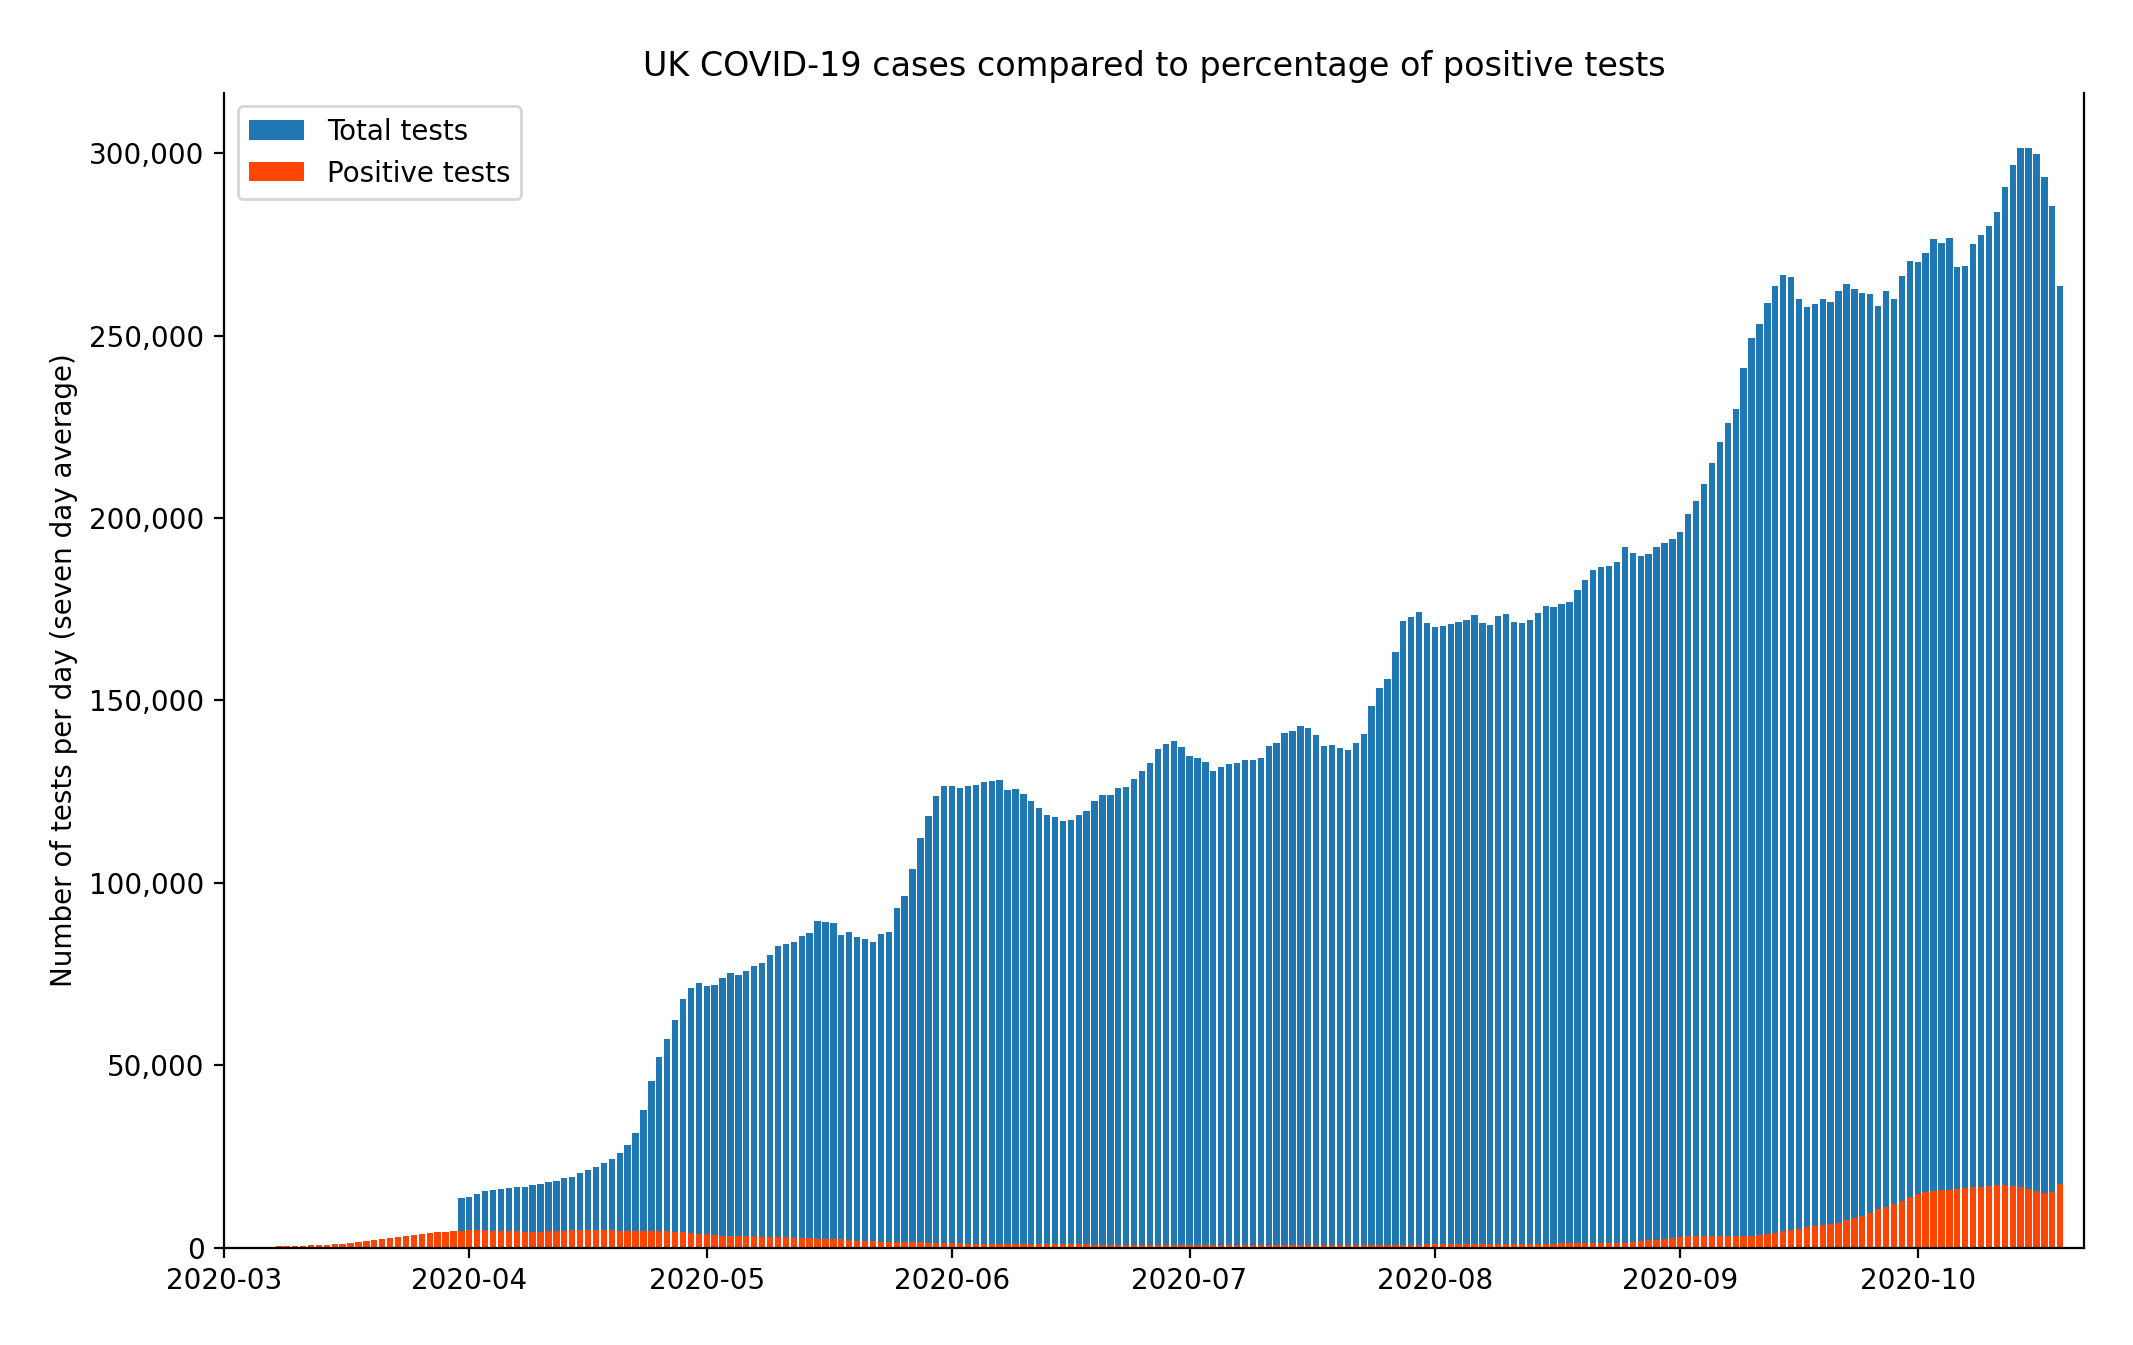 UK COVID-19 cases compared to percentage of positive tests
Total tests
Positive tests
Number of tests per day (seven day average)
300,000
250,000
200,000
150,000
100,000
50,000
0
2020-03 2020-04 2020-05 2020-06 2020-07 2020-08 2020-09 2020-10